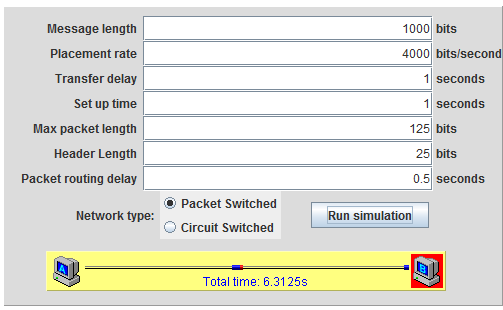 Message length 1000 bits
Placement rate 4000 bits/second
Transfer delay 1 seconds
Set up time 1 seconds
Max packet length 125 bits
Header Length 25 bits
Packet routing delay 0.5 seconds
Network type: Packet Switched
Circuit Switched
Run simulation
A B
Total time: 6.3125s